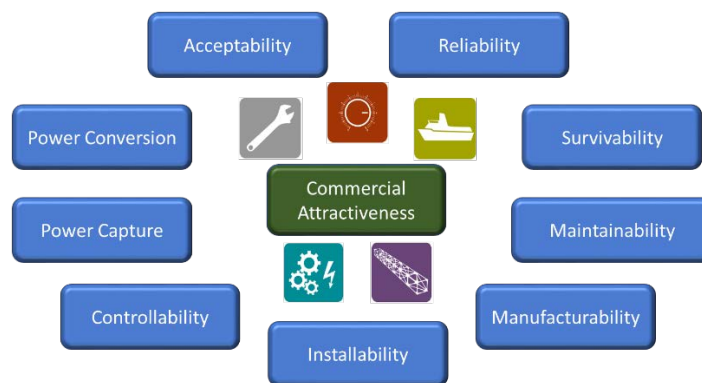 Acceptability
Reliability
Power Conversion
Survivability
Commercial
Attractiveness
Power Capture
Maintainability
Controllability
Manufacturability
Installability